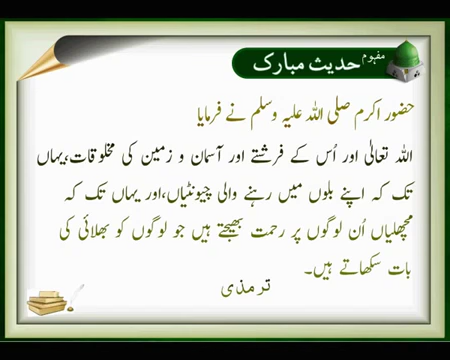 مفہوم حدیث مبارک
حضور اکرم صلی اللہ علیہ وسلم نے فرمایا
اللہ تعالیٰ اور اُس کے فرشتے اور آسمان و زمین کی مخلوقات،یہاں
تک کہ اپنے بلوں میں رہنے والی چیونٹیاں،اور یہاں تک کہ
مچھلیاں اُن لوگوں پر رحمت بھیجتے ہیں جو لوگوں کو بھلائی کی
بات سکھاتے ہیں۔
ترمذی